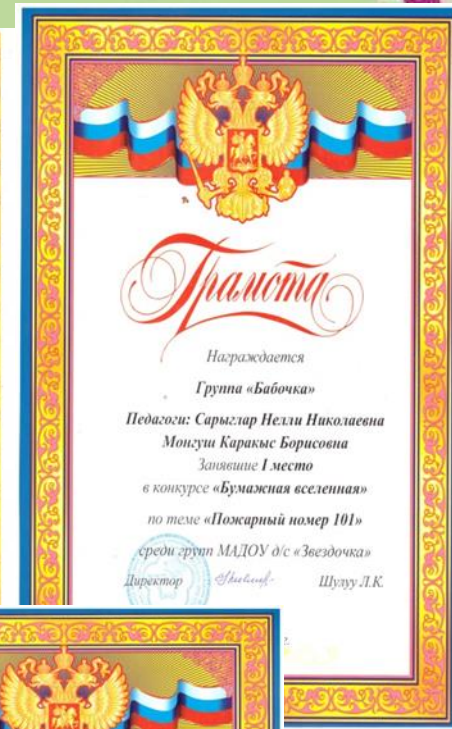 Грамота
Награждается
Группа «Бабочка»
Педагоги: Сарыглар Нелли Николаевна
Монгуш Каракыс Борисовна
Занявшие I место
в конкурсе «Бумажная вселенная»
по теме «Пожарный номер 101»
среди групп МАДОУ д/с «Звездочка»
Директор Шулуу Л.К.